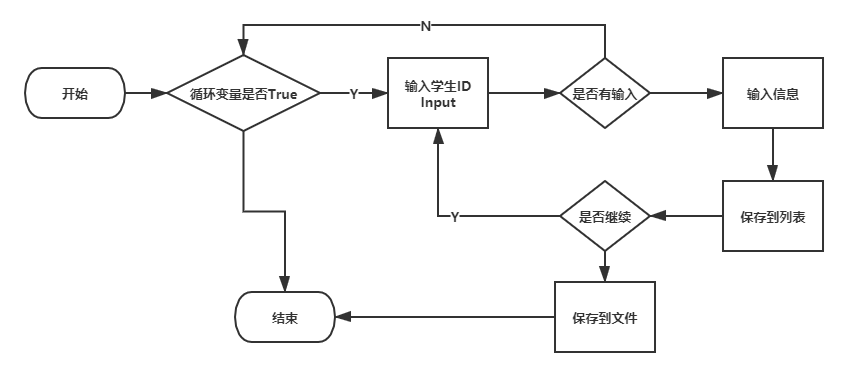 N
开始
循环变量是否True
Y
输入学生ID
Input
是否有输入
输入信息
Y
是否继续
保存到列表
结束
保存到文件